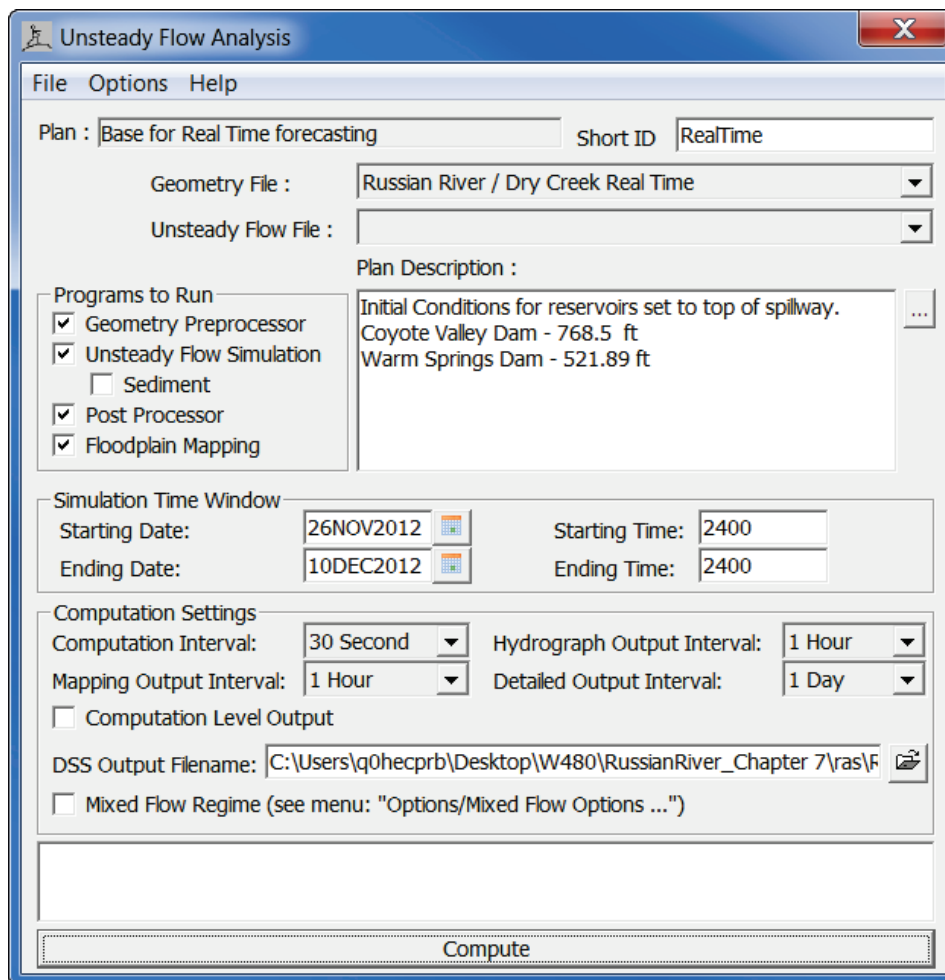 Unsteady Flow Analysis
X
File Options Help
Plan : Base for Real Time forecasting Short ID RealTime
Geometry File : Russian River / Dry Creek Real Time
Unsteady Flow File :
Plan Description :
Programs to Run
Geometry Preprocessor
Unsteady Flow Simulation
Sediment
Post Processor
Floodplain Mapping
Initial Conditions for reservoirs set to top of spillway.
Coyote Valley Dam - 768.5 ft
Warm Springs Dam - 521.89 ft
...
Simulation Time Window
Starting Date: 26NOV2012 Starting Time: 2400
Ending Date: 10DEC2012 Ending Time: 2400
Computation Settings
Computation Interval: 30 Second Hydrograph Output Interval: 1 Hour
Mapping Output Interval: 1 Hour Detailed Output Interval: 1 Day
Computation Level Output
DSS Output Filename: C:\Users\q0hecprb\Desktop\W480\RussianRiver_Chapter 7\ras\R
Mixed Flow Regime (see menu: "Options/Mixed Flow Options ...")
Compute